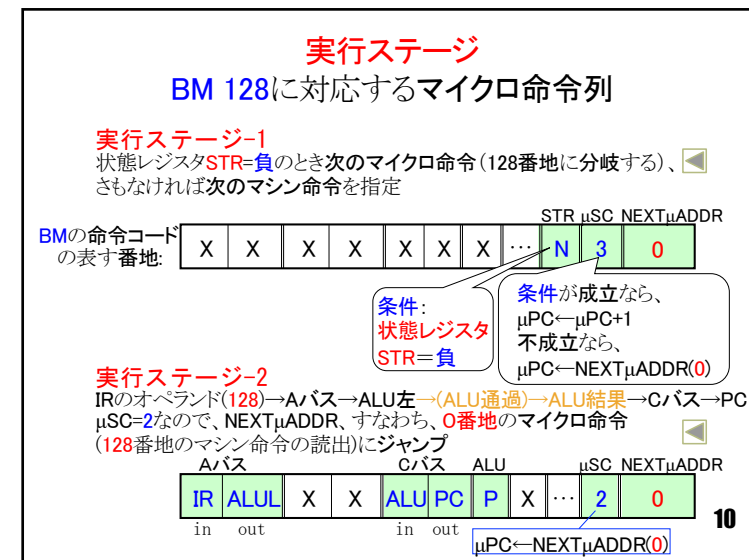 実行ステージ
BM 128に対応するマイクロ命令列
実行ステージ-1
状態レジスタSTR=負のとき次のマイクロ命令(128番地に分岐する)、
さもなければ次のマシン命令を指定
STR μSC NEXTμADDR
BMの命令コード
の表す番地:
X X X X X X X … N 3 0
条件:
状態レジスタ
STR=負
条件が成立なら、
μPC←μPC+1
不成立なら、
μPC←NEXTμADDR(0)
実行ステージ-2
IRのオペランド(128)→Aバス→ALU左→(ALU通過)→ALU結果→Cバス→PC
μSC=2なので、NEXTμADDR、すなわち、0番地のマイクロ命令
(128番地のマシン命令の読出)にジャンプ
Aバス Cバス ALU μSC NEXTμADDR
IR ALUL X X ALU PC P X … 2 0
in out in out
μPC←NEXTμADDR(0)
10